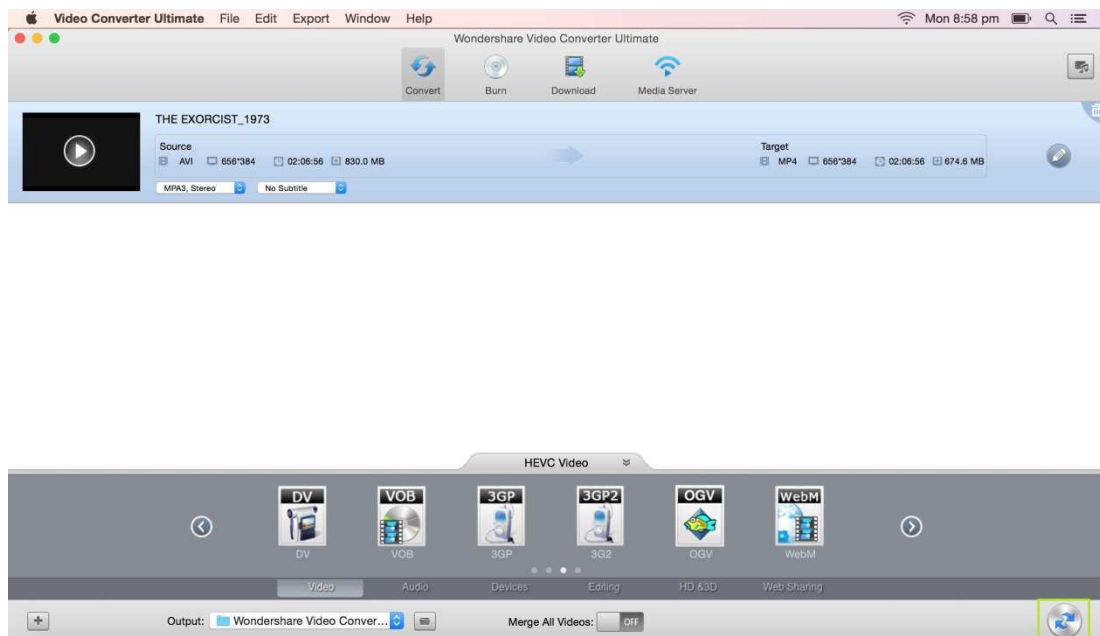 Video Converter Ultimate File Edit Export Window Help Mon 8:58 pm
Wondershare Video Converter Ultimate
Convert Burn Download Media Server
THE EXORCIST_1973
Source Target
AVI 656*384 02:06:56 830.0 MB MP4 656*384 02:06:56 674.6 MB
MPA3, Stereo No Subtitle
HEVC Video
DV VOB 3GP 3GP2 OGV WebM
DV VOB 3GP 3G2 OGV WebM
Video Audio Devices Editing HD &3D Web Sharing
Output: Wondershare Video Conver... Merge All Videos: OFF